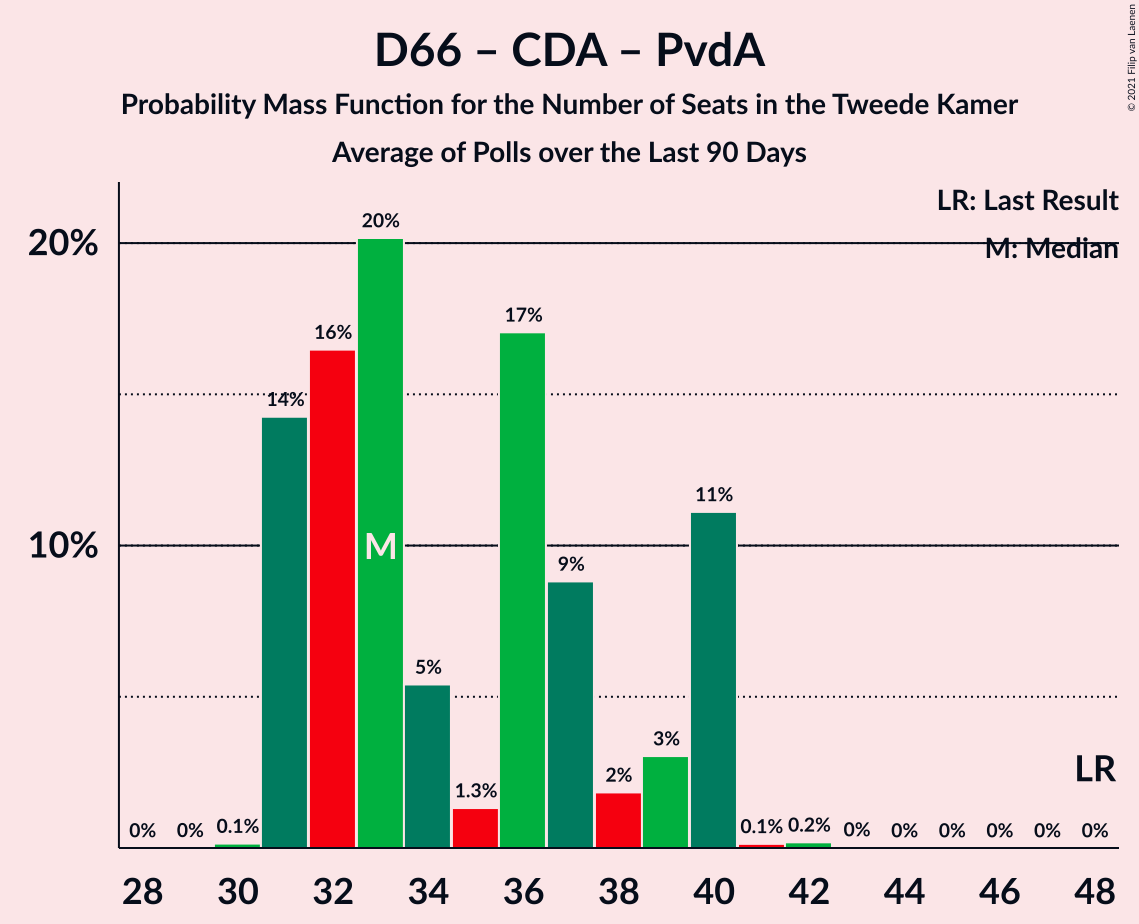 D66 – CDA – PvdA
Probability Mass Function for the Number of Seats in the Tweede Kamer
Average of Polls over the Last 90 Days
© 2021 Filip van Laenen
LR: Last Result
M: Median
20%
10%
0%
0%
0.1%
14%
16%
20%
5%
1.3%
17%
9%
2%
3%
11%
0.1%
0.2%
0%
0%
0%
0%
0%
0%
M
LR
28 30 32 34 36 38 40 42 44 46 48